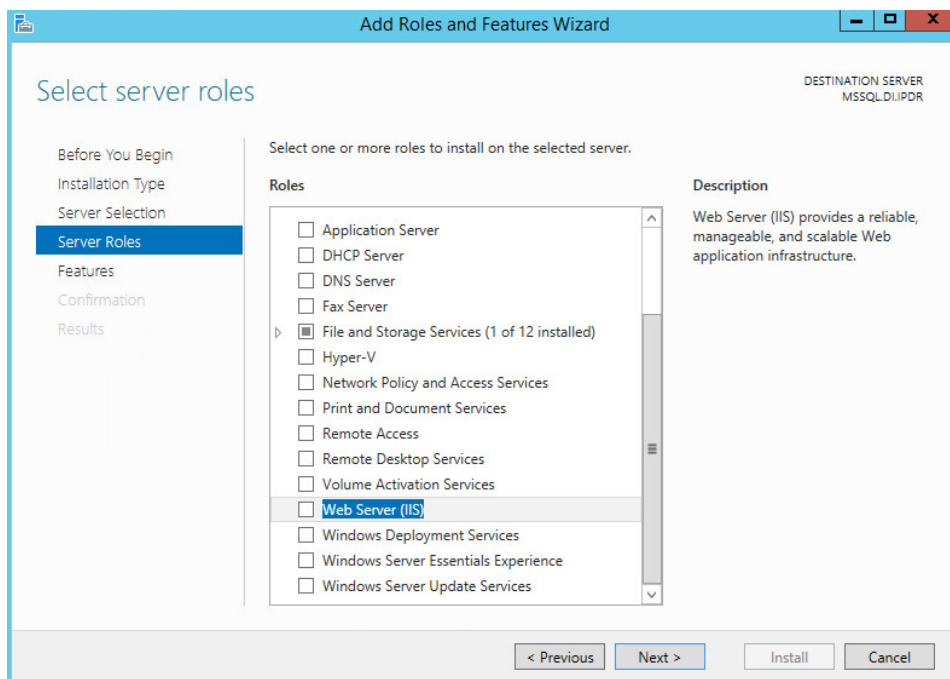 Add Roles and Features Wizard
Select server roles
DESTINATION SERVER
MSSQL.DI.IPDR
Before You Begin
Installation Type
Server Selection
Server Roles
Features
Confirmation
Results
Select one or more roles to install on the selected server.
Roles
Application Server
DHCP Server
DNS Server
Fax Server
File and Storage Services (1 of 12 installed)
Hyper-V
Network Policy and Access Services
Print and Document Services
Remote Access
Remote Desktop Services
Volume Activation Services
Web Server (IIS)
Windows Deployment Services
Windows Server Essentials Experience
Windows Server Update Services
Description
Web Server (IIS) provides a reliable,
manageable, and scalable Web
application infrastructure.
< Previous
Next >
Install
Cancel